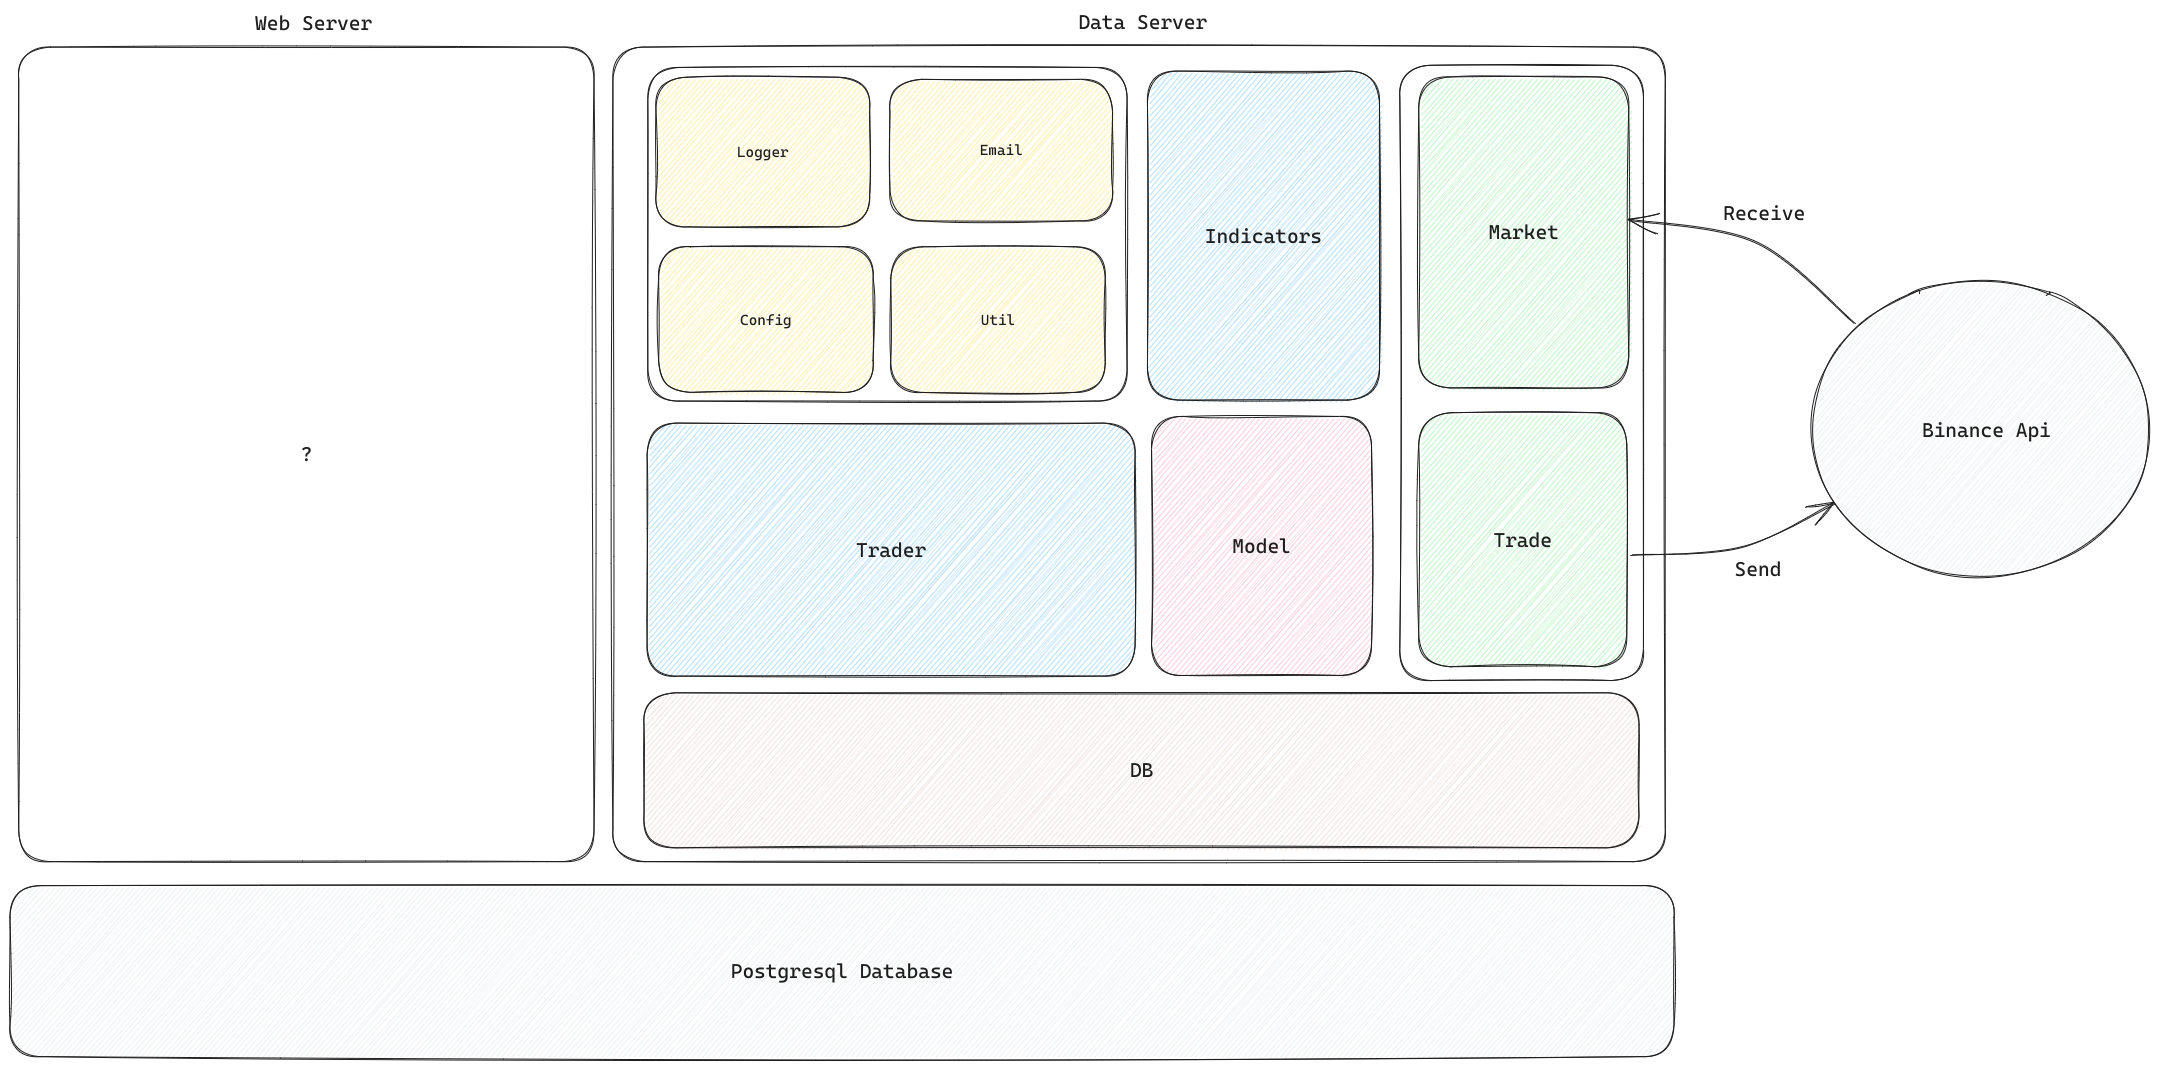 Web Server
Data Server
Logger
Email
Indicators
Market
Receive
Config
Util
?
Binance Api
Trader
Model
Trade
Send
DB
Postgresql Database